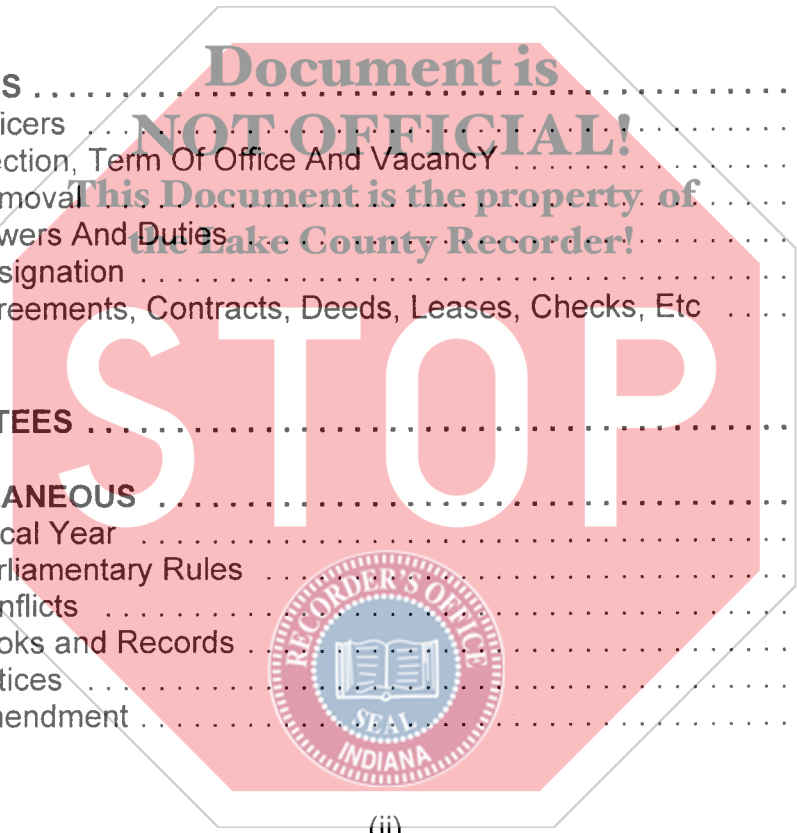 Document is
S ........................................
NOT OFFICIAL!
icers ........................................
ection, Term Of Office And VacancY ....................
This Document is the property of
moval ........................................
the Lake County Recorder!
wers And Duties ........................................
signation ........................................
reements, Contracts, Deeds, Leases, Checks, Etc ....
STOP
TEES ........................................
ANEOUS ........................................
cal Year ........................................
rliamentary Rules ........................................
nflicts ........................................
oks and Records ........................................
tices ........................................
mendment ........................................
RECORDER'S OFFICE
SEAL
INDIANA
(ii)